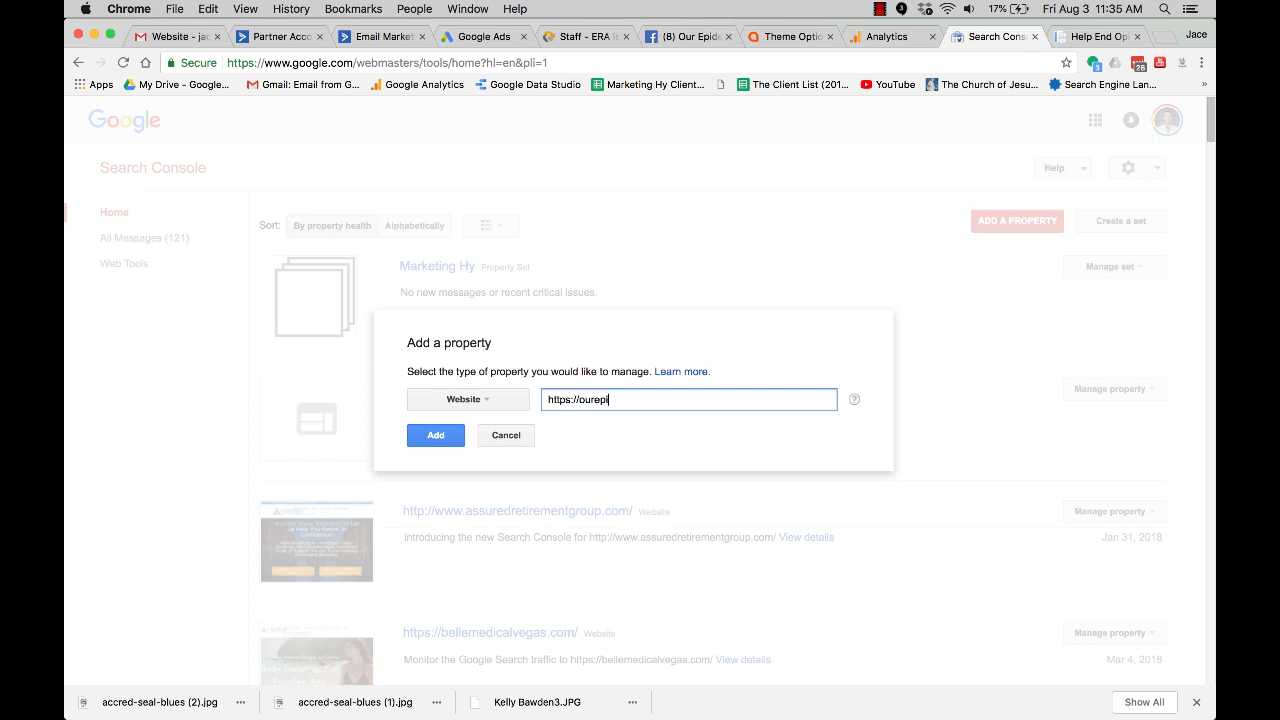 Chrome File Edit View History Bookmarks People Window Help 3 17% Fri Aug 3 11:35 AM
Website - jac Partner Acco Email Market Google Ads Staff - ERA is (8) Our Epide Theme Optio Analytics Search Cons Help End Opi Jace
Secure https://www.google.com/webmasters/tools/home?hl=en&pli=1 3 26
Apps My Drive - Google... Gmail: Email from G... Google Analytics Google Data Studio Marketing Hy Client... The Client List (201... YouTube The Church of Jesu... Search Engine Lan... »
Google
Search Console Help
Home Sort: By property health Alphabetically ADD A PROPERTY Create a set
All Messages (121)
Web Tools
Marketing Hy Property Set Manage set
No new messages or recent critical issues.
Add a property
Select the type of property you would like to manage. Learn more.
Website https://ourepi ?
Manage property
Add Cancel
http://www.assuredretirementgroup.com/ Website Manage property
Introducing the new Search Console for http://www.assuredretirementgroup.com/ View details Jan 31, 2018
https://bellemedicalvegas.com/ Website Manage property
Monitor the Google Search traffic to https://bellemedicalvegas.com/ View details Mar 4, 2018
accred-seal-blues (2).jpg ... accred-seal-blues (1).jpg ... Kelly Bawden3.JPG ... Show All